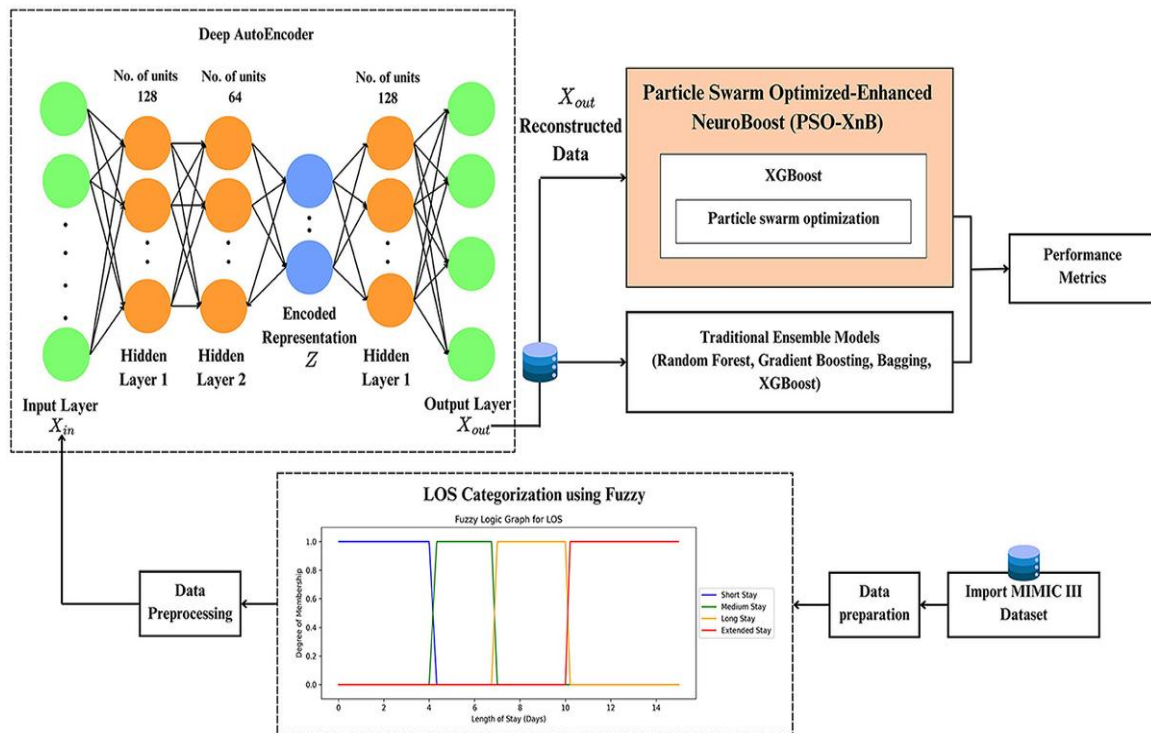 Deep AutoEncoder
No. of units
128
No. of units
64
No. of units
128
Encoded
Representation
Z
Hidden
Layer 1
Hidden
Layer 2
Hidden
Layer 1
Input Layer
X_in
Output Layer
X_out
X_out
Reconstructed
Data
Particle Swarm Optimized-Enhanced
NeuroBoost (PSO-XnB)
XGBoost
Particle swarm optimization
Traditional Ensemble Models
(Random Forest, Gradient Boosting, Bagging,
XGBoost)
Performance
Metrics
LOS Categorization using Fuzzy
Fuzzy Logic Graph for LOS
Degree of Membership
1.0
0.8
0.6
0.4
0.2
0.0
0 2 4 6 8 10 12 14
Length of Stay (Days)
Short Stay
Medium Stay
Long Stay
Extended Stay
Data
Preprocessing
Data
preparation
Import MIMIC III
Dataset